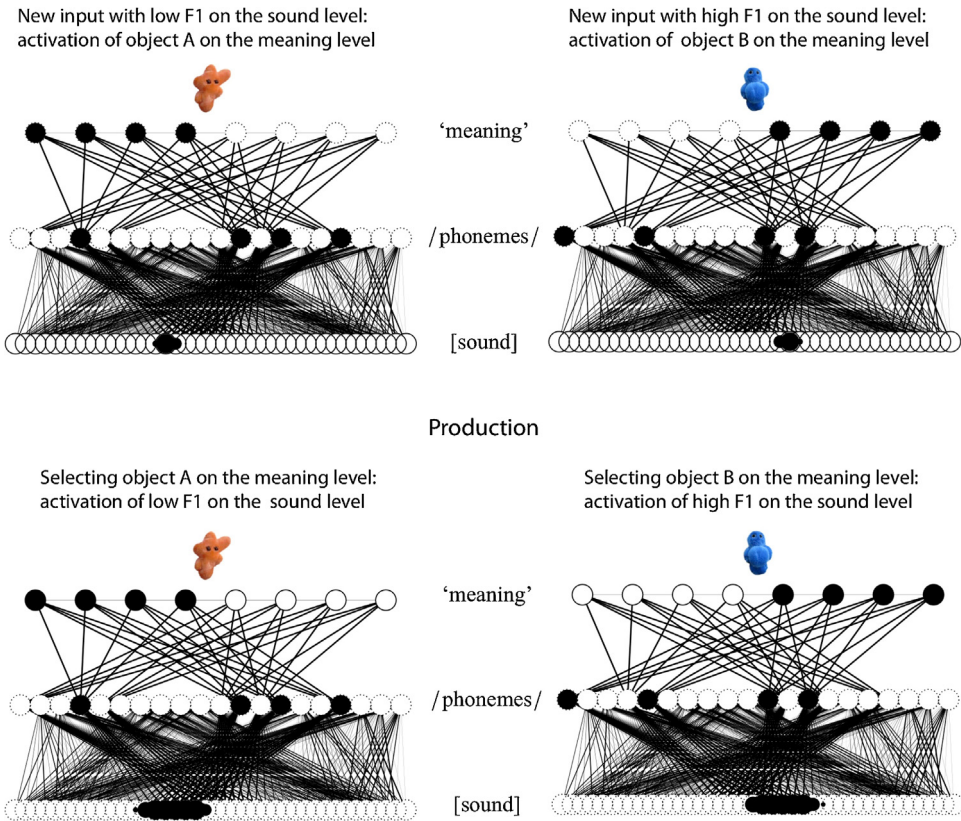 New input with low F1 on the sound level:
activation of object A on the meaning level
New input with high F1 on the sound level:
activation of  object B on the meaning level
‘meaning’
/phonemes/
[sound]
Production
Selecting object A on the meaning level:
activation of low F1 on the  sound level
Selecting object B on the meaning level:
activation of high F1 on the sound level
‘meaning’
/phonemes/
[sound]